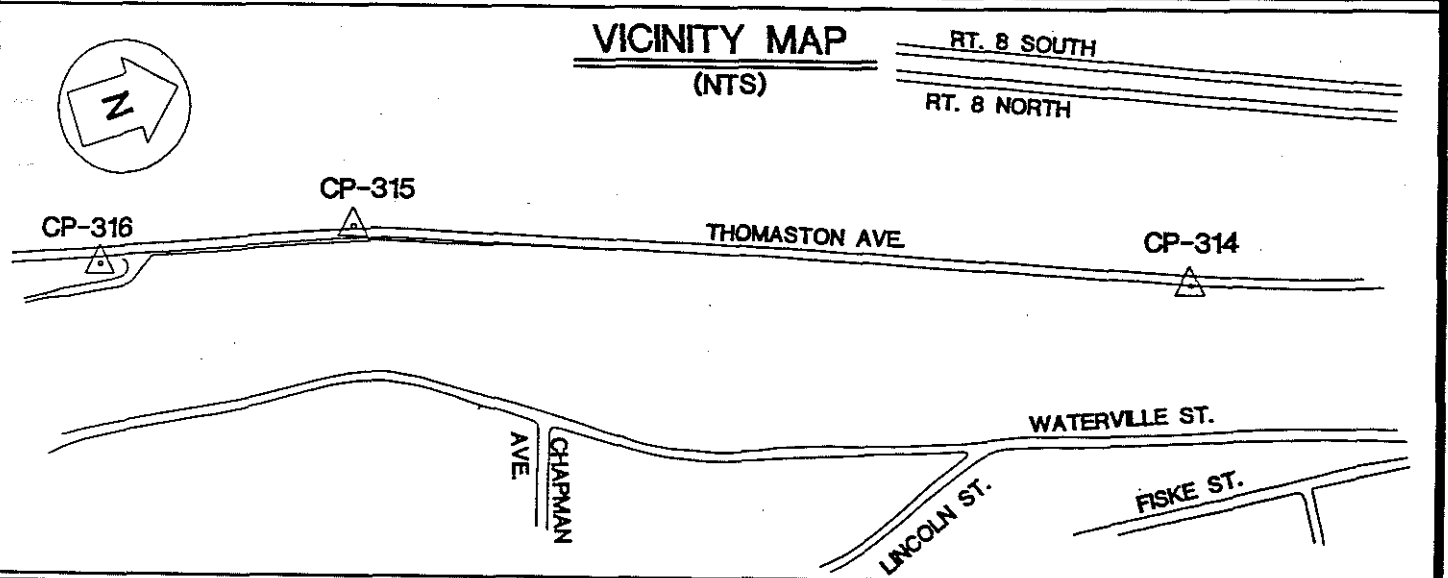 VICINITY MAP
(NTS)
RT. 8 SOUTH
RT. 8 NORTH
N
CP-315
CP-316
THOMASTON AVE.
CP-314
WATERVILLE ST.
CHAPMAN
AVE.
LINCOLN ST.
FISKE ST.